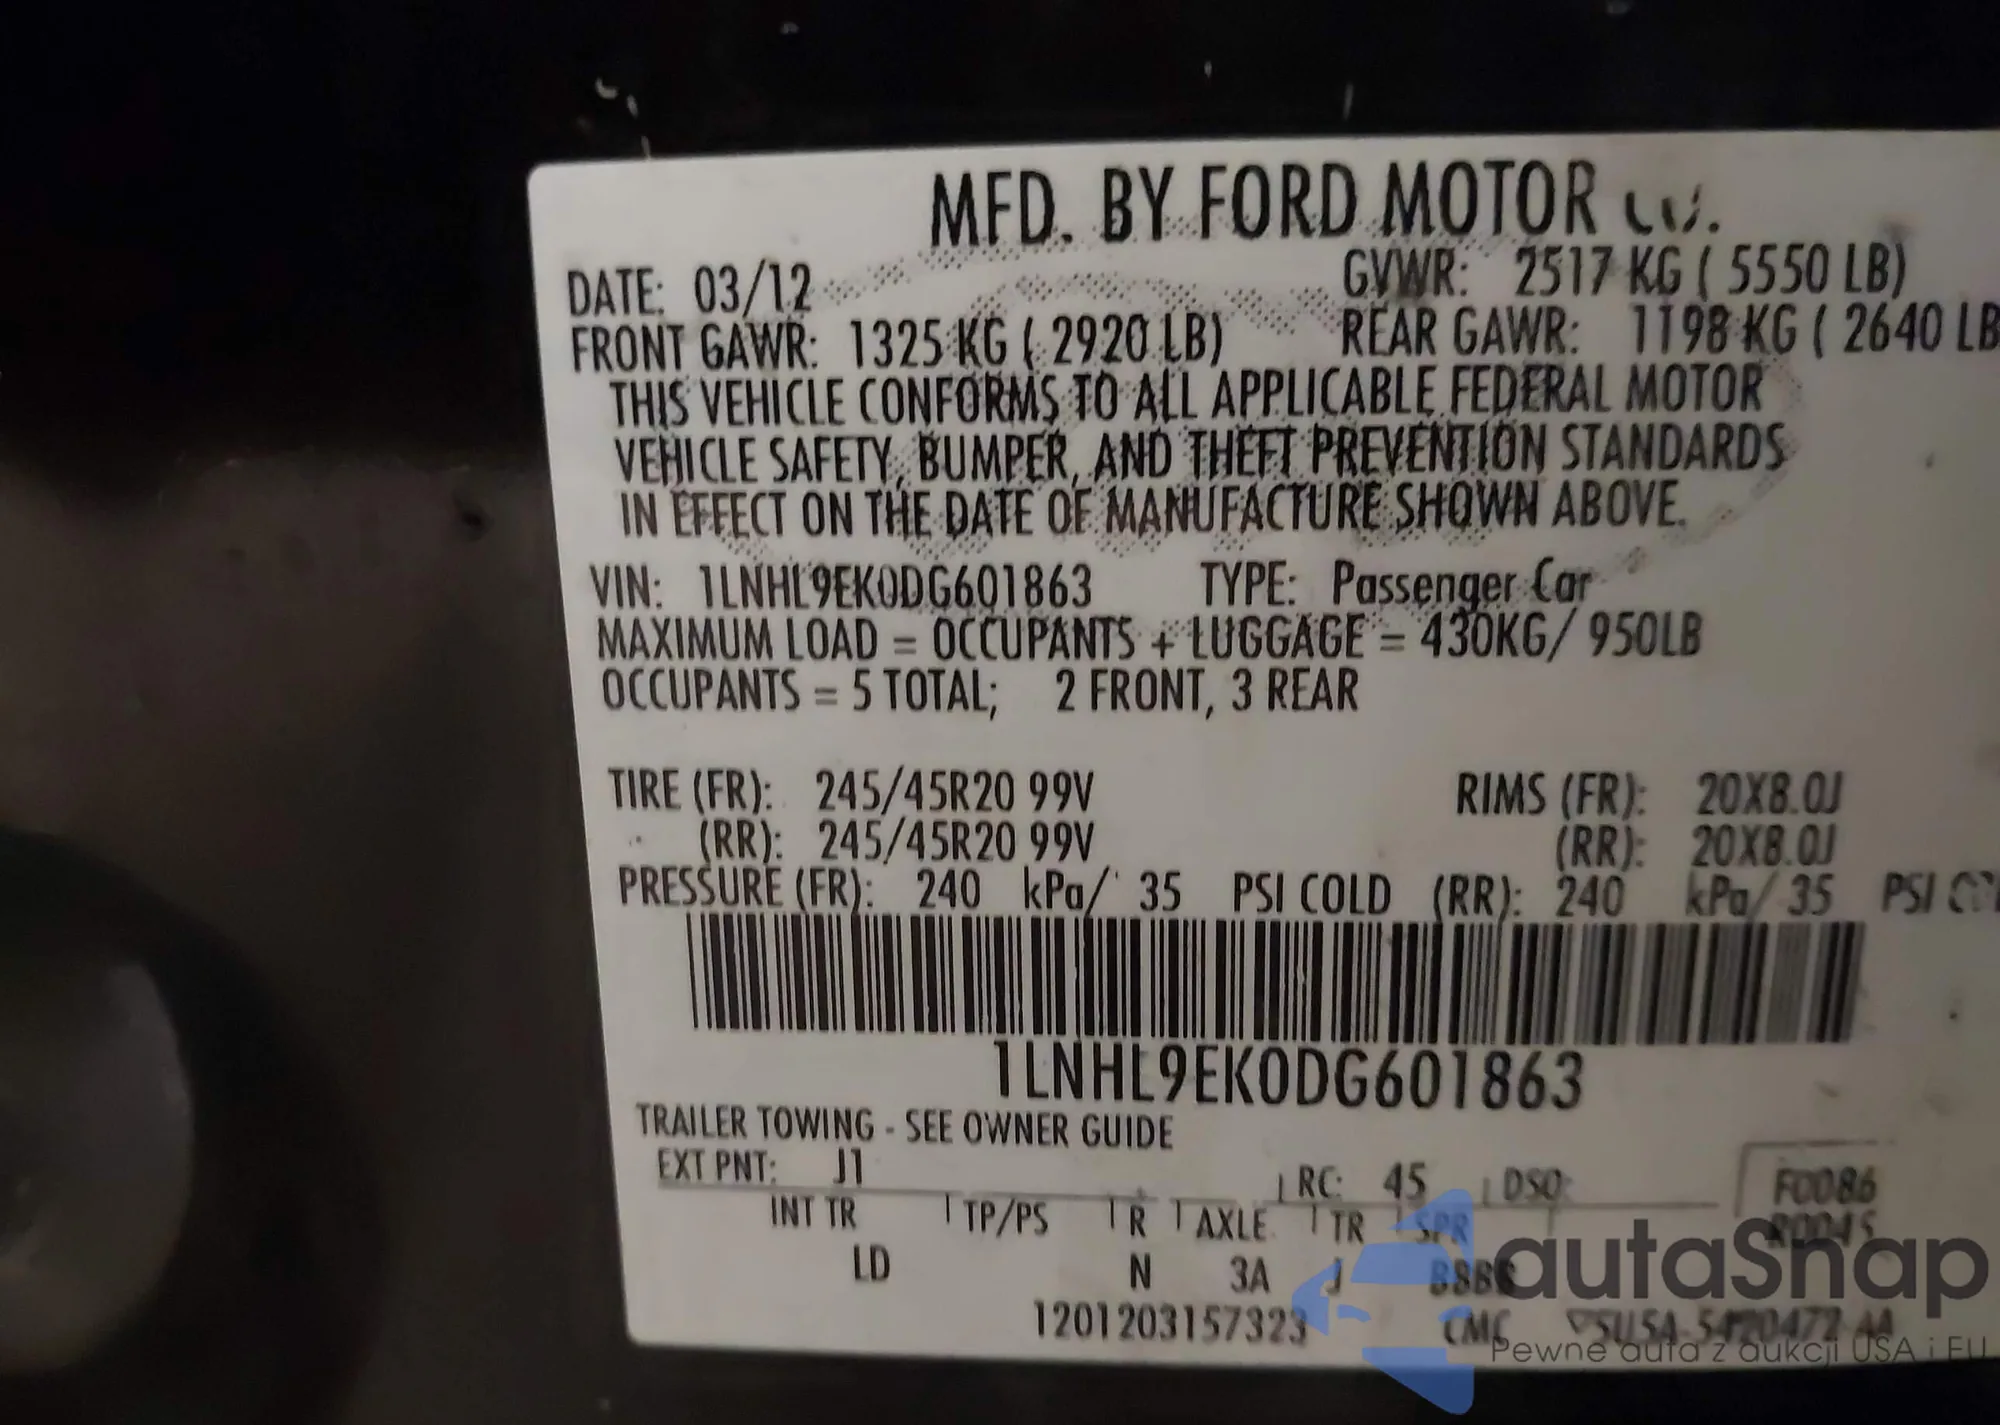 MFD. BY FORD MOTOR CO.
DATE: 03/12 GVWR: 2517 KG ( 5550 LB)
FRONT GAWR: 1325 KG ( 2920 LB) REAR GAWR: 1198 KG ( 2640 LB
THIS VEHICLE CONFORMS TO ALL APPLICABLE FEDERAL MOTOR
VEHICLE SAFETY, BUMPER, AND THEFT PREVENTION STANDARDS
IN EFFECT ON THE DATE OF MANUFACTURE SHOWN ABOVE.
VIN: 1LNHL9EK0DG601863 TYPE: Passenger Car
MAXIMUM LOAD = OCCUPANTS + LUGGAGE = 430KG/ 950LB
OCCUPANTS = 5 TOTAL; 2 FRONT, 3 REAR
TIRE (FR): 245/45R20 99V RIMS (FR): 20X8.0J
(RR): 245/45R20 99V (RR): 20X8.0J
PRESSURE (FR): 240 kPa/ 35 PSI COLD (RR): 240 kPa/ 35 PSI
1LNHL9EK0DG601863
TRAILER TOWING - SEE OWNER GUIDE
EXT PNT: J1 RC: 45 DSO: F0086
R0045
INT TR TP/PS R AXLE TR SPR
LD N 3A J
1201203157323 CMC
autaSnap
Pewne auta z aukcji USA i EU